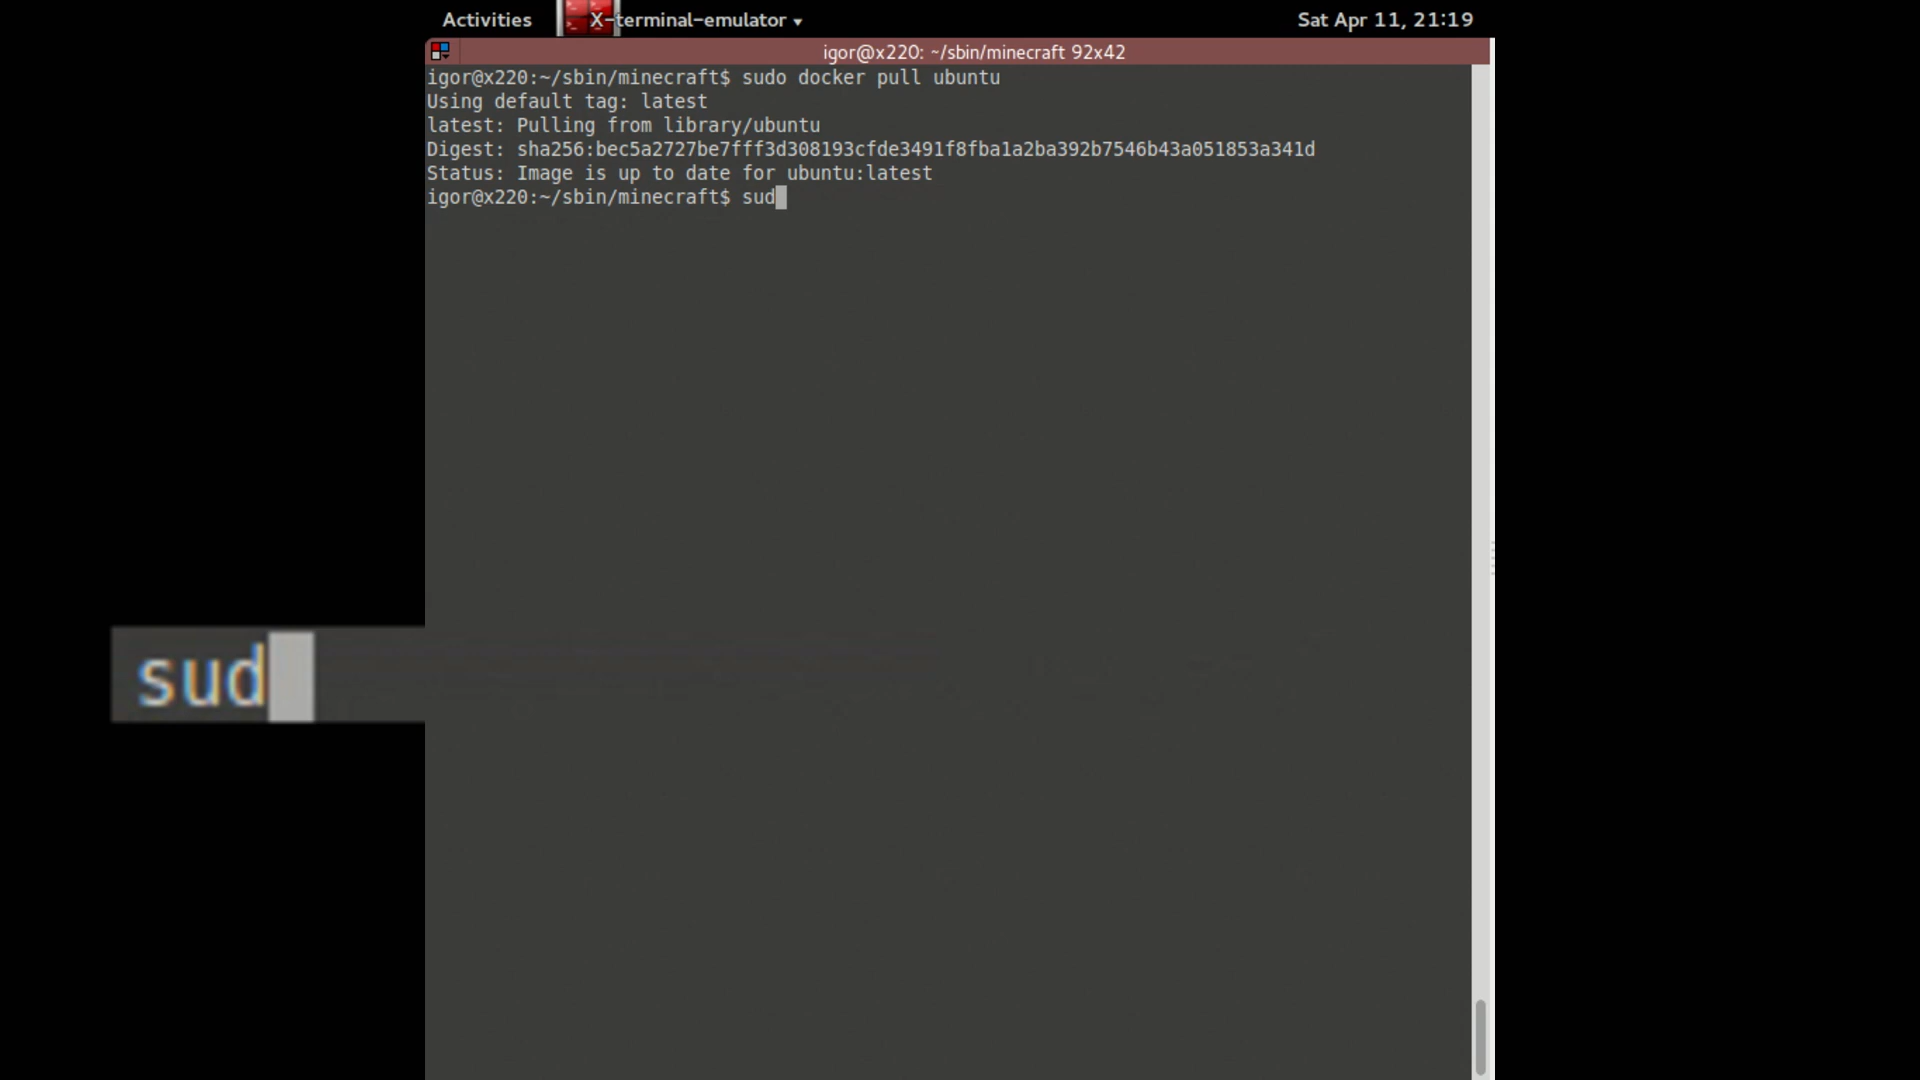 Activities X-terminal-emulator ▾ Sat Apr 11, 21:19
igor@x220: ~/sbin/minecraft 92x42
igor@x220:~/sbin/minecraft$ sudo docker pull ubuntu
Using default tag: latest
latest: Pulling from library/ubuntu
Digest: sha256:bec5a2727be7fff3d308193cfde3491f8fba1a2ba392b7546b43a051853a341d
Status: Image is up to date for ubuntu:latest
igor@x220:~/sbin/minecraft$ sud
sud